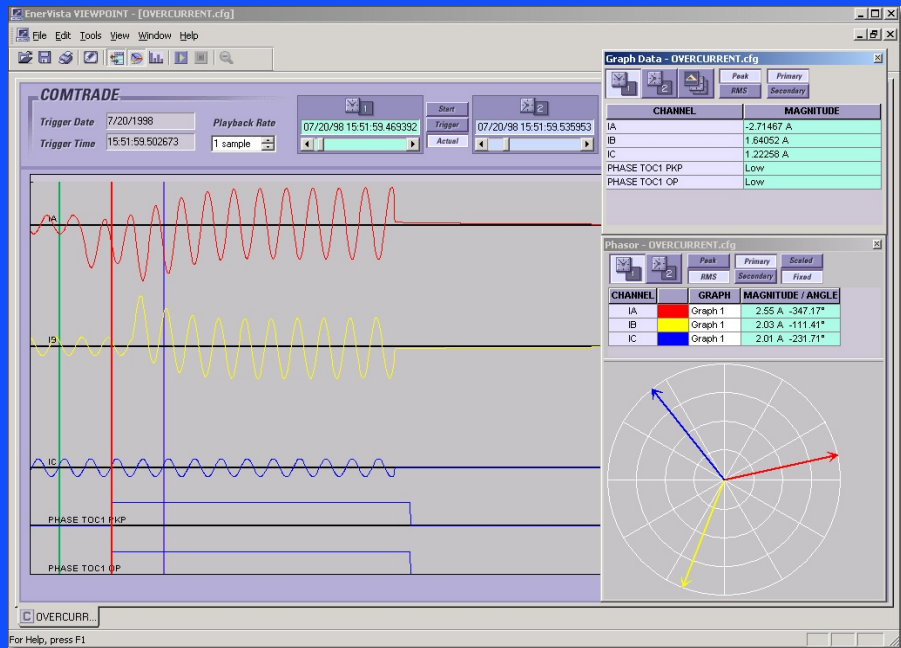 EnerVista VIEWPOINT - [OVERCURRENT.cfg]
File Edit Tools View Window Help
COMTRADE
Trigger Date 7/20/1998
Trigger Time 15:51:59.502673
Playback Rate
1 sample
1
07/20/98 15:51:59.469392
Start
Trigger
Actual
2
07/20/98 15:51:59.535953
IA
IB
IC
PHASE TOC1 PKP
PHASE TOC1 OP
Graph Data - OVERCURRENT.cfg
1 2 Peak Primary
RMS Secondary
CHANNEL MAGNITUDE
IA -2.71467 A
IB 1.64052 A
IC 1.22258 A
PHASE TOC1 PKP Low
PHASE TOC1 OP Low
Phasor - OVERCURRENT.cfg
1 2 Peak Primary Scaled
RMS Secondary Fixed
CHANNEL GRAPH MAGNITUDE / ANGLE
IA Graph 1 2.55 A -347.17°
IB Graph 1 2.03 A -111.41°
IC Graph 1 2.01 A -231.71°
C OVERCURR...
For Help, press F1